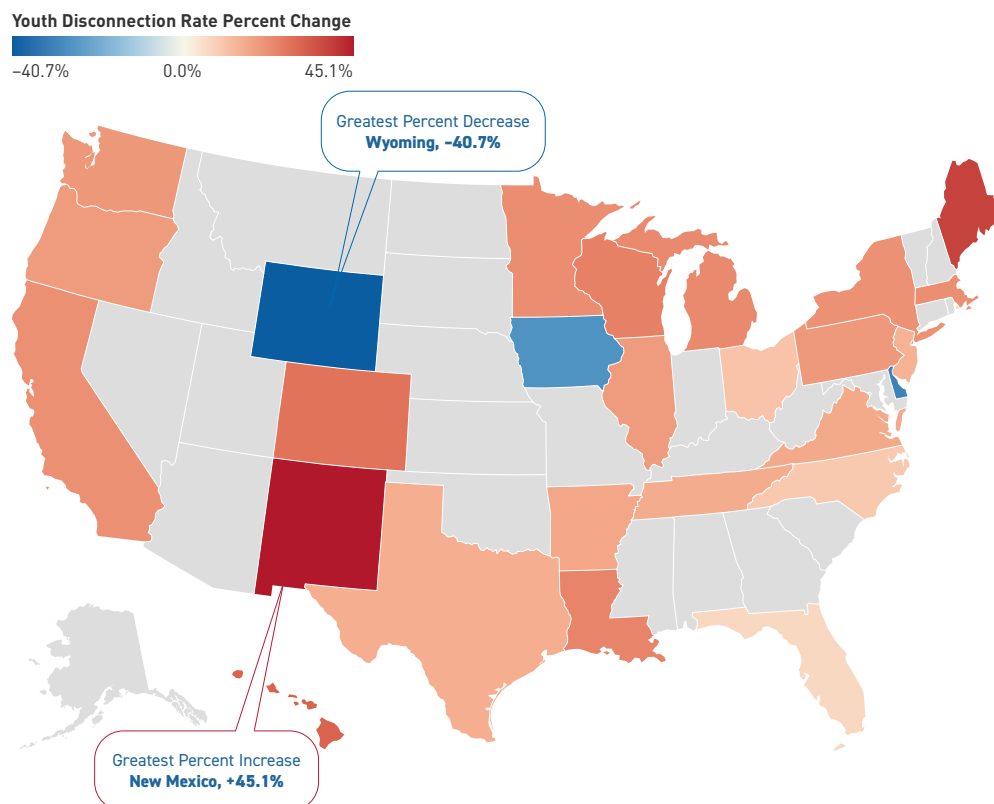 Youth Disconnection Rate Percent Change
−40.7% 0.0% 45.1%
Greatest Percent Decrease
Wyoming, −40.7%
Greatest Percent Increase
New Mexico, +45.1%